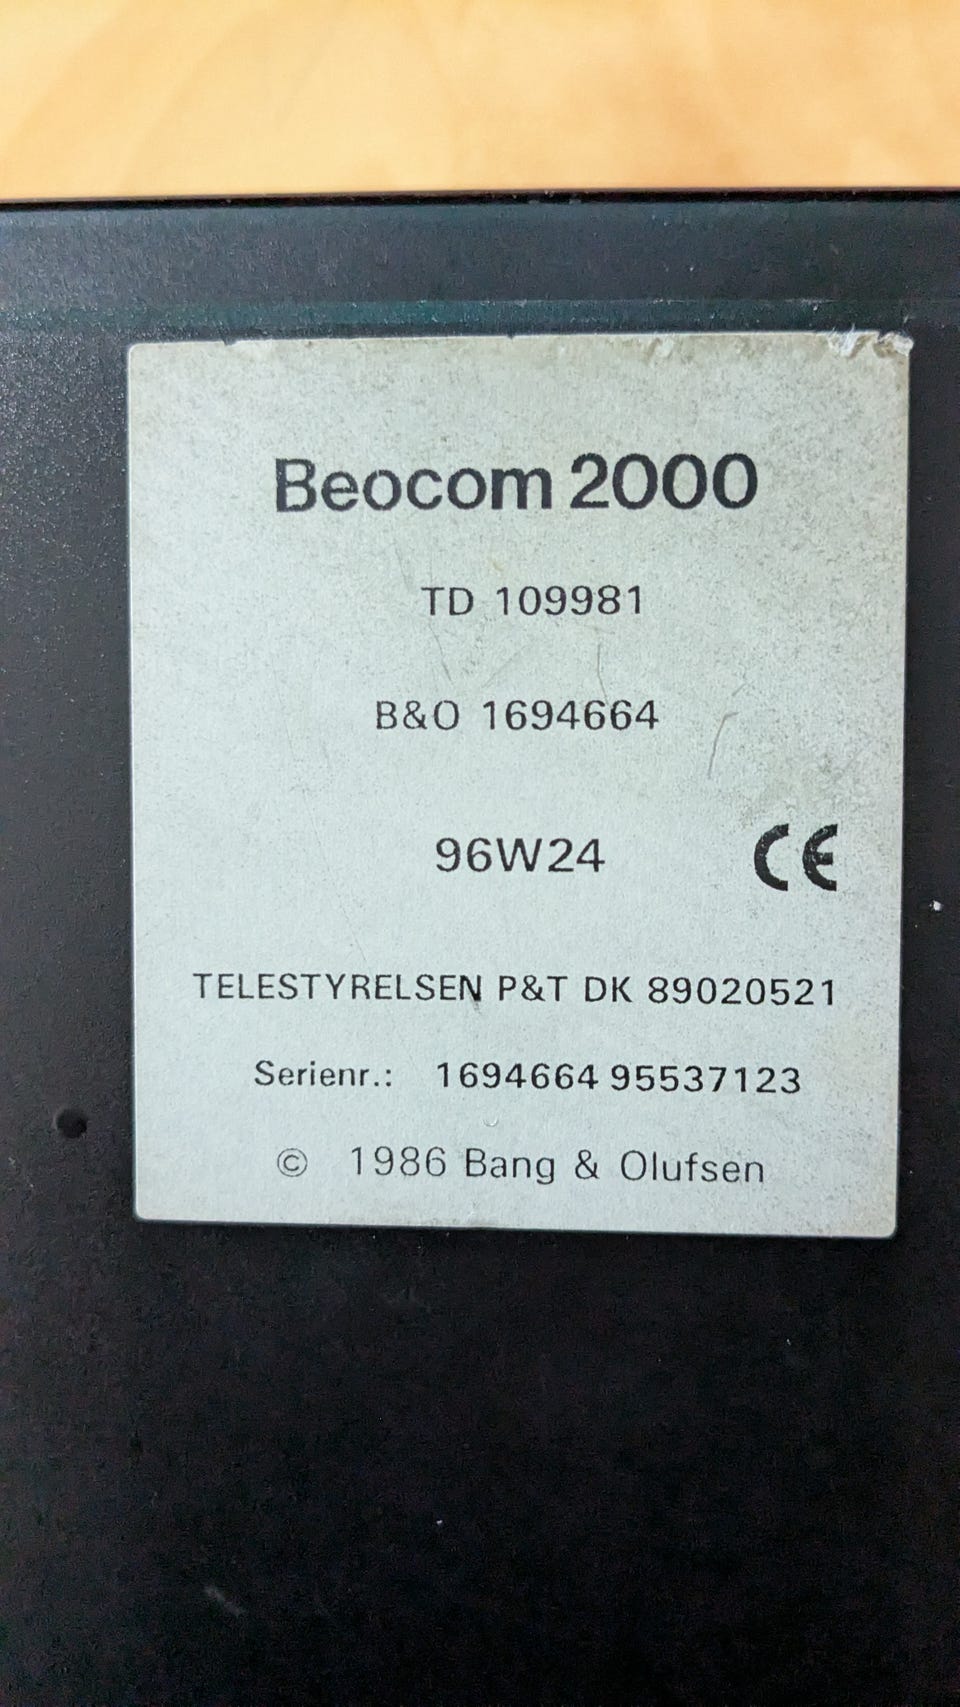 Beocom 2000
TD 109981
B&O 1694664
96W24 CE
TELESTYRELSEN P&T DK 89020521
Serienr.: 1694664 95537123
© 1986 Bang & Olufsen